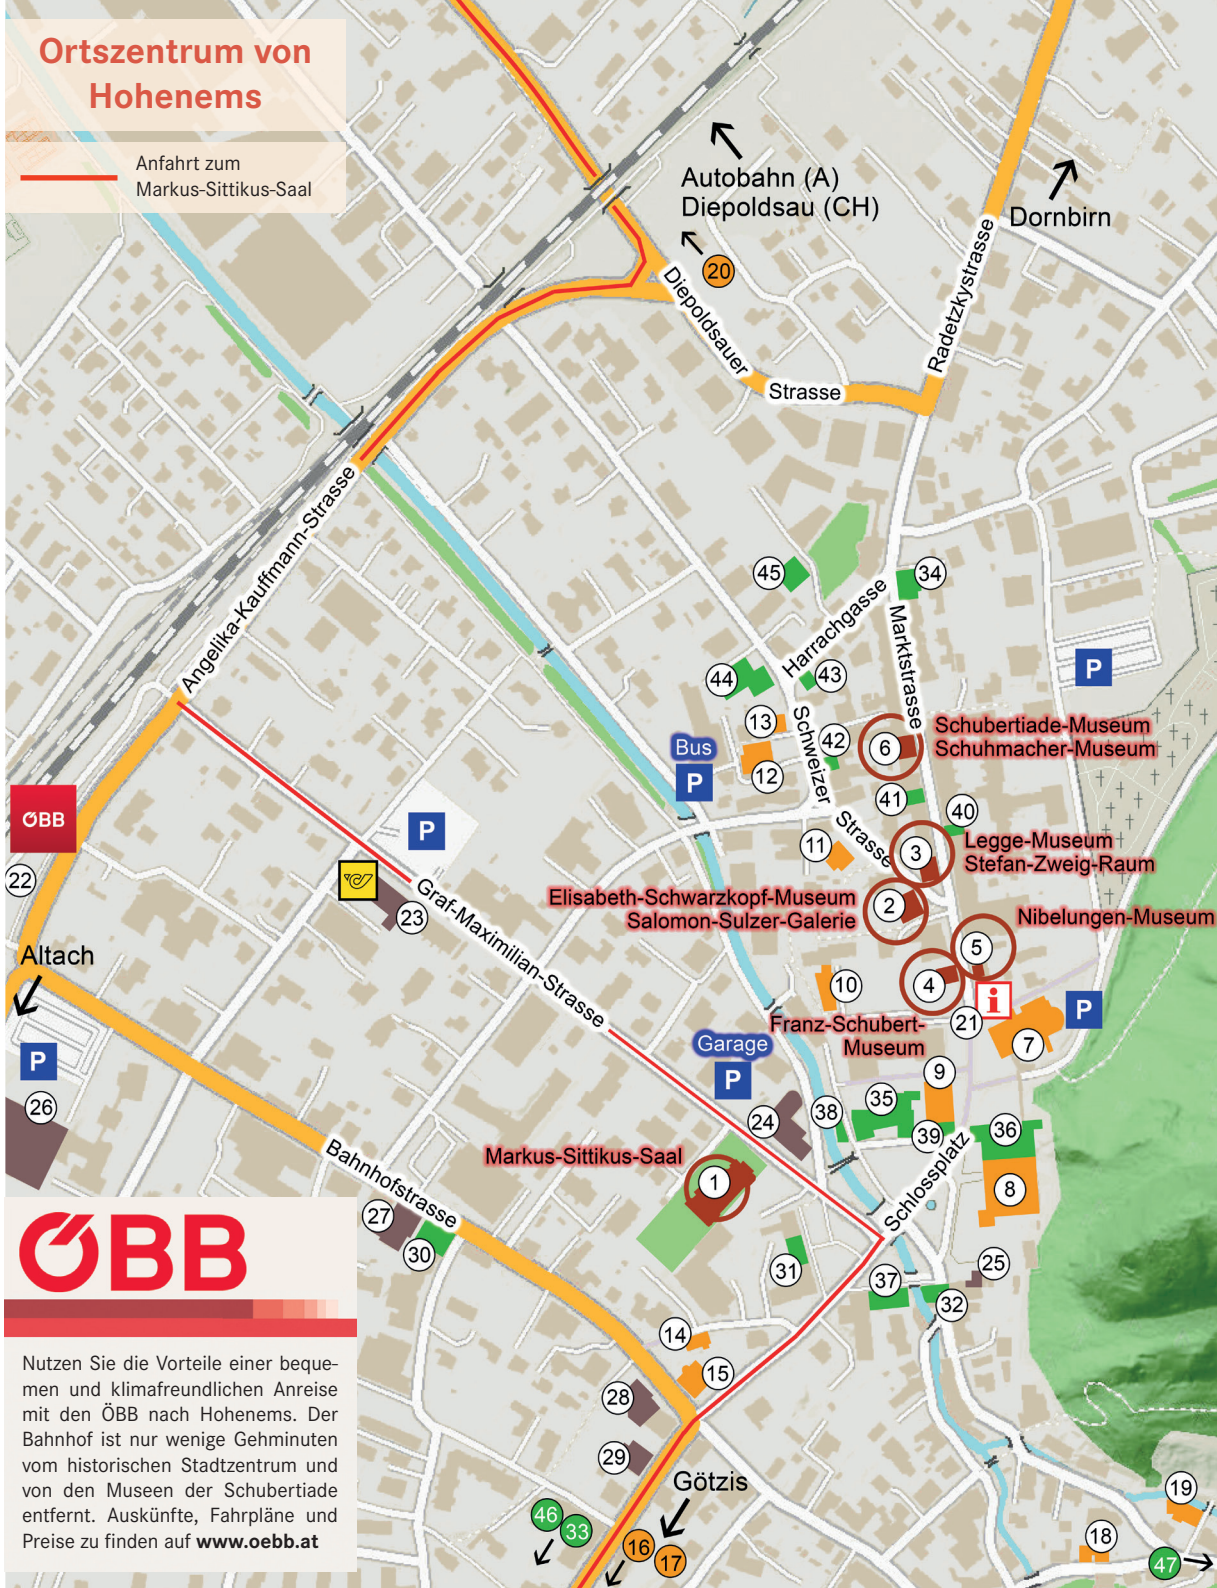 Ortszentrum von
Hohenems
Anfahrt zum
Markus-Sittikus-Saal
Autobahn (A)
Diepoldsau (CH)
Dornbirn
20
Diepoldsauer
Strasse
Radetzkystrasse
Angelika-Kauffmann-Strasse
45
34
Harrachgasse
Marktstrasse
44
43
P
13
Schweizer
Strasse
42
6
Schubertiade-Museum
Schuhmacher-Museum
Bus
P
12
41
40
ÖBB
P
11
3
Legge-Museum
Stefan-Zweig-Raum
22
23
Graf-Maximilian-Strasse
Elisabeth-Schwarzkopf-Museum
Salomon-Sulzer-Galerie
2
Nibelungen-Museum
5
Altach
10
4
i
21
P
7
Franz-Schubert-
Museum
P
26
Garage
P
9
24
38
35
39
36
Schlossplatz
Markus-Sittikus-Saal
1
8
Bahnhofstrasse
27
30
31
37
25
32
ÖBB
14
15
28
29
Nutzen Sie die Vorteile einer beque-
men und klimafreundlichen Anreise
mit den ÖBB nach Hohenems. Der
Bahnhof ist nur wenige Gehminuten
vom historischen Stadtzentrum und
von den Museen der Schubertiade
entfernt. Auskünfte, Fahrpläne und
Preise zu finden auf www.oebb.at
Götzis
46
33
16
17
19
18
47